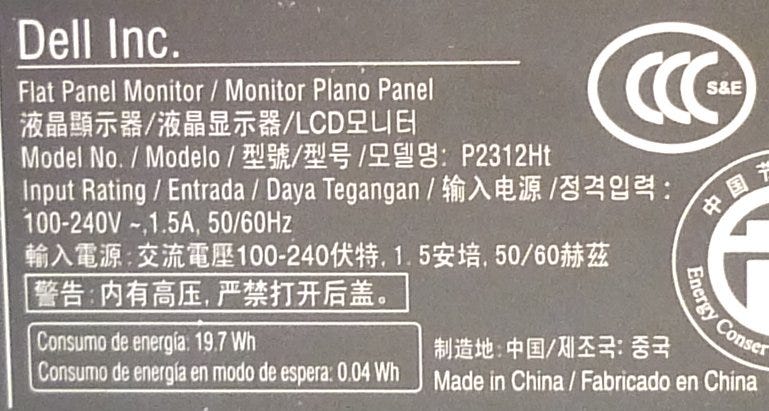 Dell Inc.
Flat Panel Monitor / Monitor Plano Panel
液晶顯示器/液晶显示器/LCD모니터
Model No. / Modelo / 型號/型号 /모델명: P2312Ht
Input Rating / Entrada / Daya Tegangan / 输入电源 /정격입력 :
100-240V ~,1.5A, 50/60Hz
輸入電源:交流電壓100-240伏特, 1.5安培, 50/60赫茲
警告:内有高压,严禁打开后盖。
Consumo de energía: 19.7 Wh
Consumo de energía en modo de espera: 0.04 Wh
制造地:中国/제조국: 중국
Made in China / Fabricado en China
CCC S&E
中国节
Energy Conser